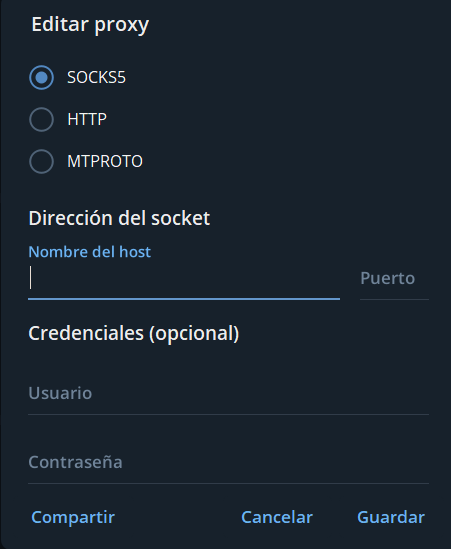 Editar proxy
SOCKS5
HTTP
MTPROTO
Dirección del socket
Nombre del host
Puerto
Credenciales (opcional)
Usuario
Contraseña
Compartir Cancelar Guardar